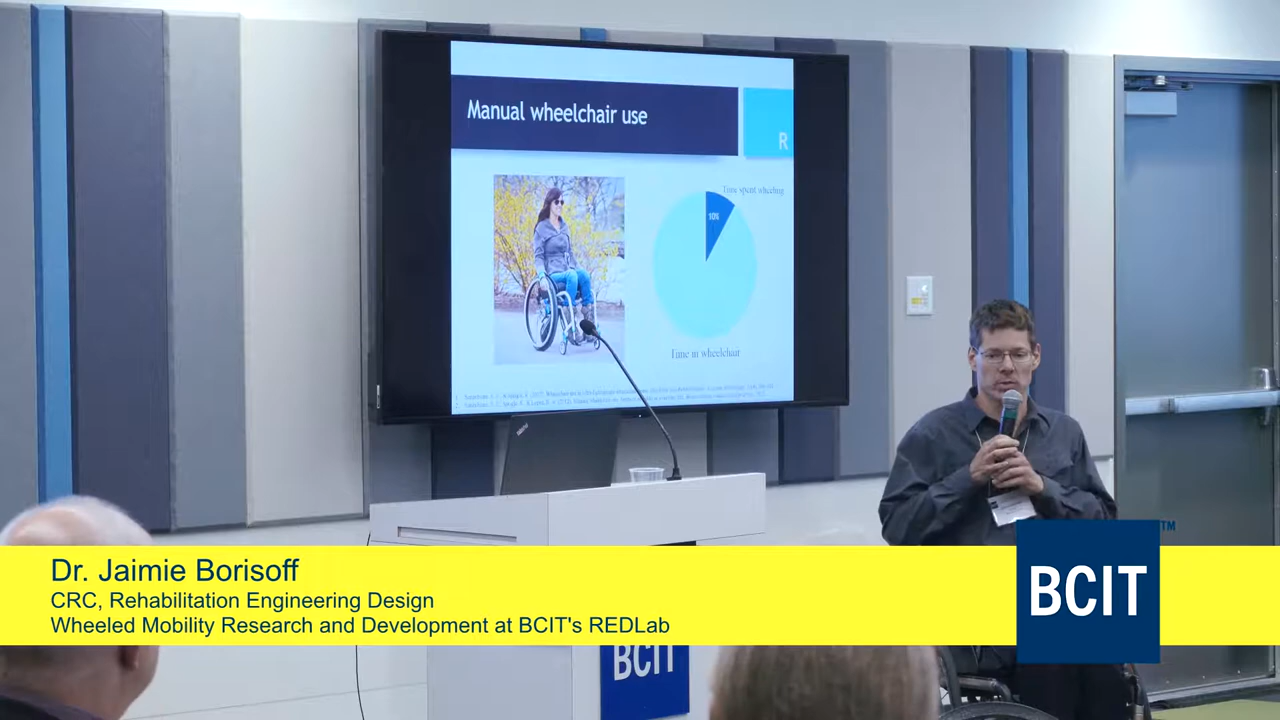 Manual wheelchair use
R
Time spent wheeling
10%
Time in wheelchair
Dr. Jaimie Borisoff
CRC, Rehabilitation Engineering Design
Wheeled Mobility Research and Development at BCIT's REDLab
BCIT
TM
BCIT